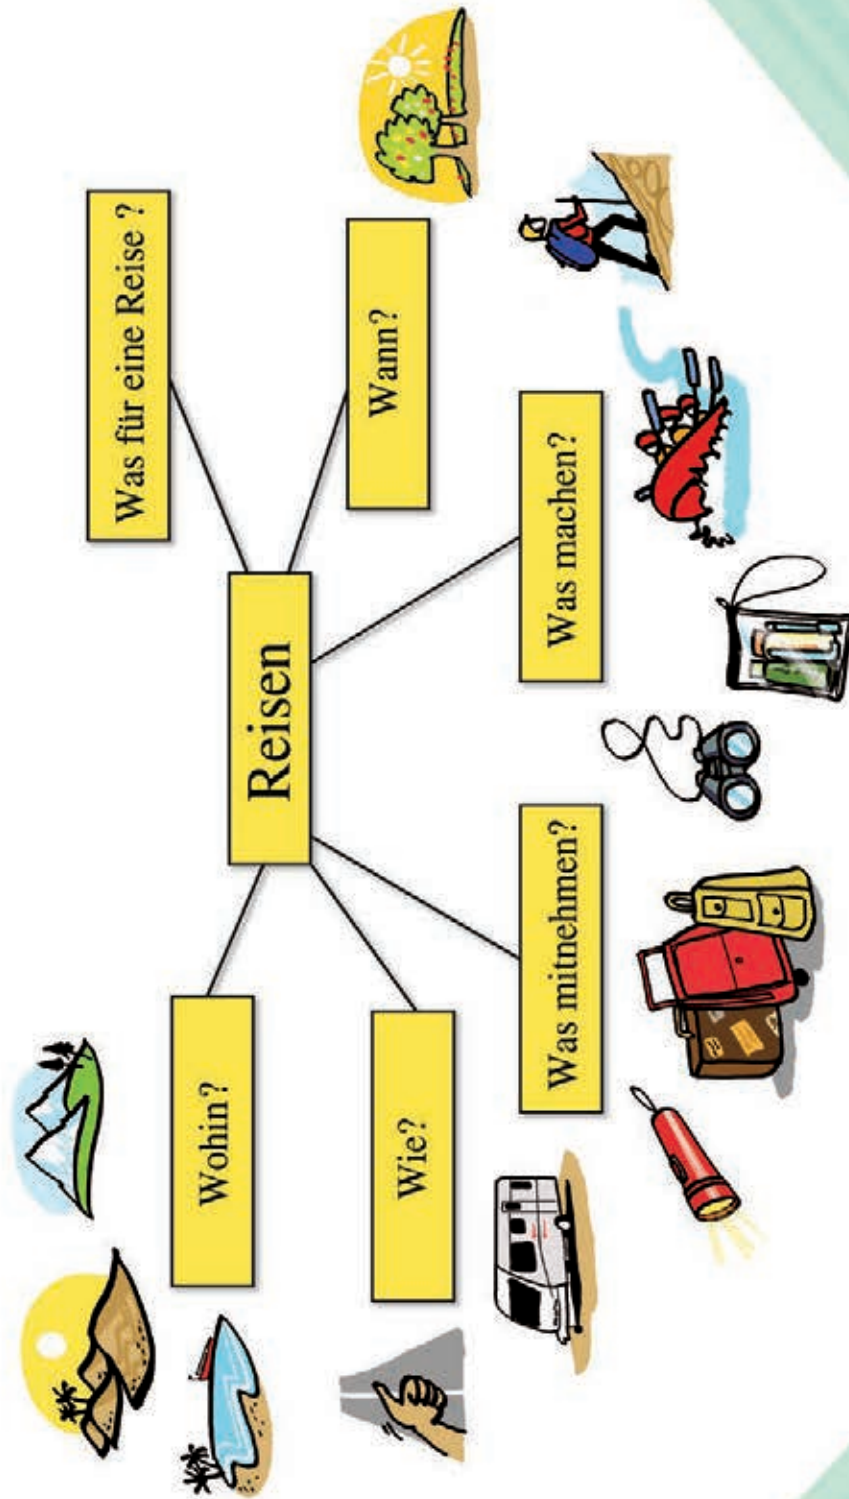 Reisen
Was für eine Reise ?
Wann?
Was machen?
Was mitnehmen?
Wie?
Wohin?